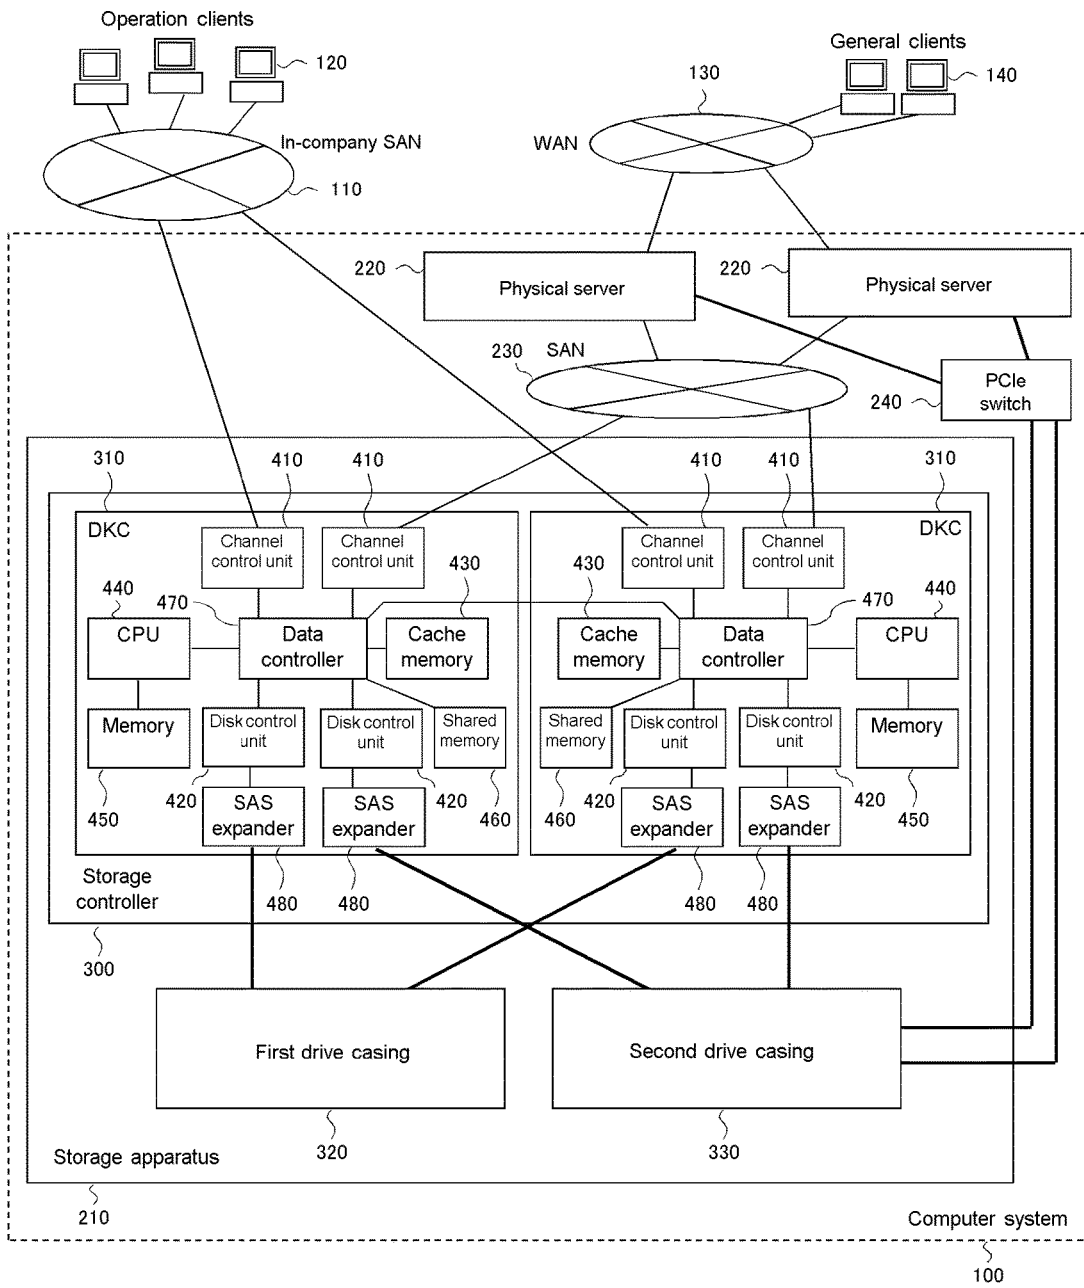 Operation clients
General clients
120
130
140
In-company SAN
WAN
110
220
220
Physical server
Physical server
230
SAN
240
PCIe
switch
310
410
410
410
410
310
DKC
DKC
Channel
control unit
Channel
control unit
Channel
control unit
Channel
control unit
440
470
430
430
470
440
CPU
Data
controller
Cache
memory
Cache
memory
Data
controller
CPU
Memory
Disk control
unit
Disk control
unit
Shared
memory
Shared
memory
Disk control
unit
Disk control
unit
Memory
450
420
420
460
460
420
420
450
SAS
expander
SAS
expander
SAS
expander
SAS
expander
Storage
controller
480
480
480
480
300
First drive casing
Second drive casing
320
330
Storage apparatus
210
Computer system
100